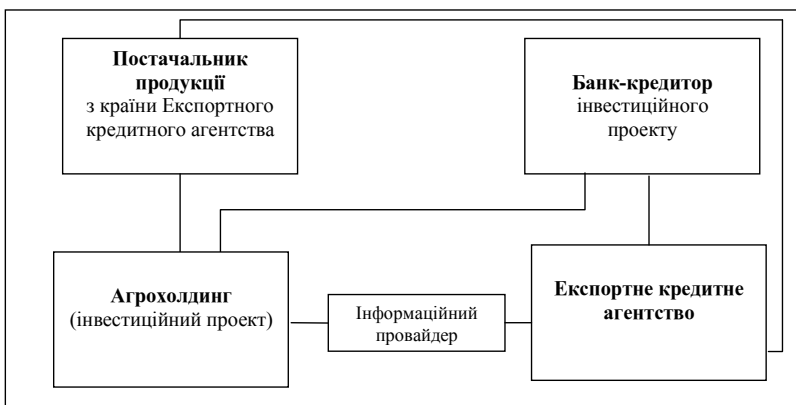 Постачальник
продукції
з країни Експортного
кредитного агентства
Банк-кредитор
інвестиційного
проекту
Агрохолдинг
(інвестиційний проект)
Інформаційний
провайдер
Експортне кредитне
агентство